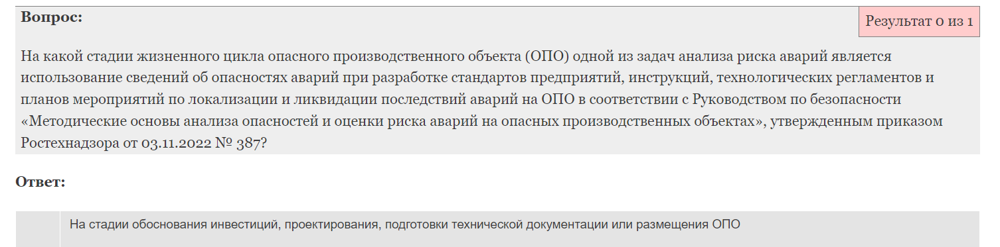 Вопрос:
Результат 0 из 1
На какой стадии жизненного цикла опасного производственного объекта (ОПО) одной из задач анализа риска аварий является
использование сведений об опасностях аварий при разработке стандартов предприятий, инструкций, технологических регламентов и
планов мероприятий по локализации и ликвидации последствий аварий на ОПО в соответствии с Руководством по безопасности
«Методические основы анализа опасностей и оценки риска аварий на опасных производственных объектах», утвержденным приказом
Ростехнадзора от 03.11.2022 № 387?
Ответ:
На стадии обоснования инвестиций, проектирования, подготовки технической документации или размещения ОПО